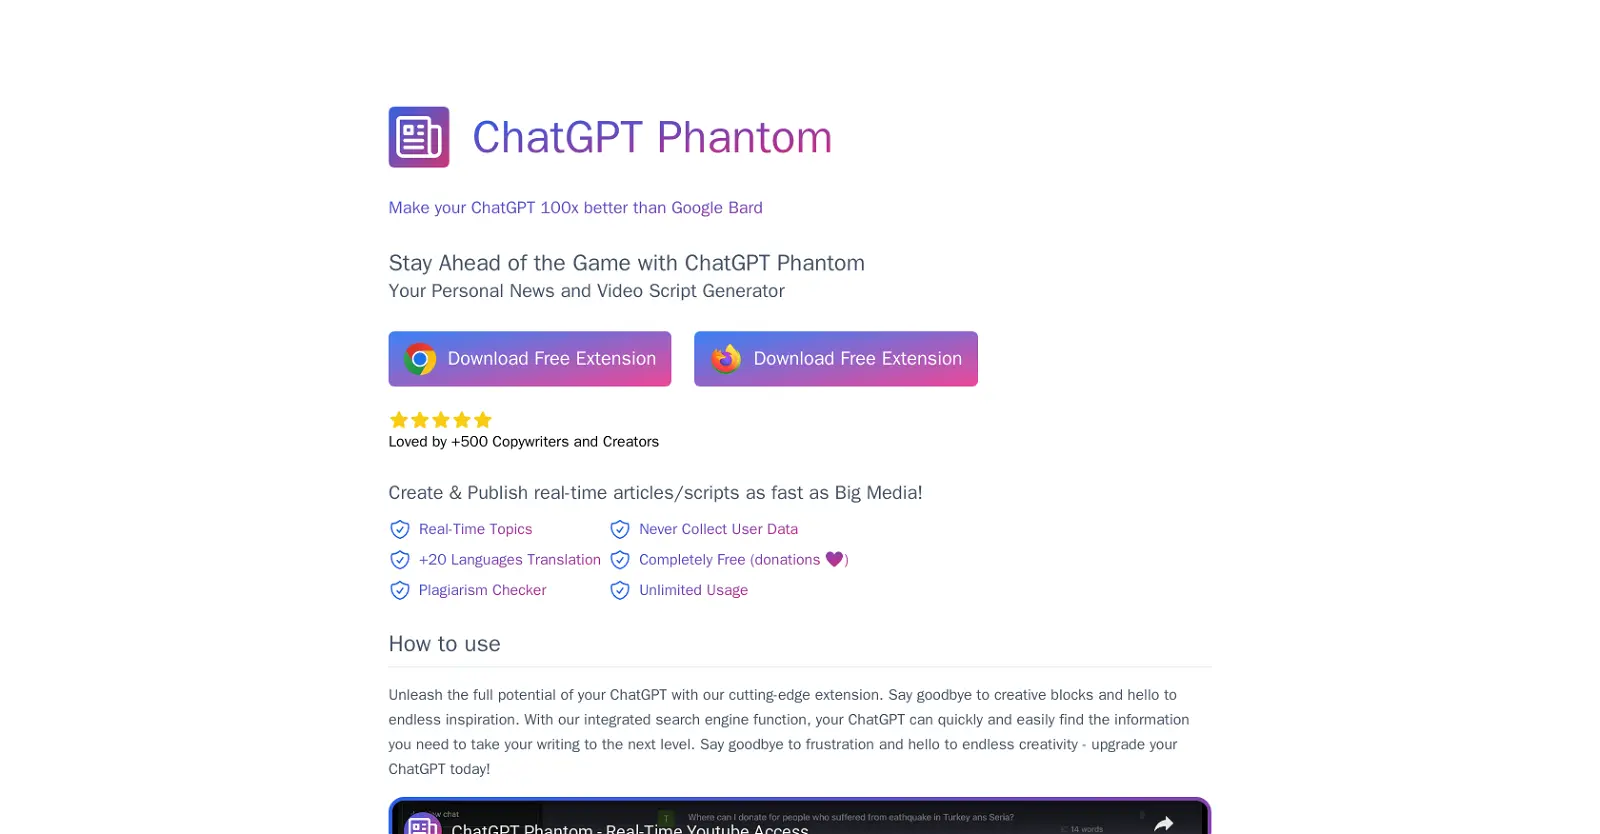 ChatGPT Phantom
Make your ChatGPT 100x better than Google Bard
Stay Ahead of the Game with ChatGPT Phantom
Your Personal News and Video Script Generator
Download Free Extension
Download Free Extension
Loved by +500 Copywriters and Creators
Create & Publish real-time articles/scripts as fast as Big Media!
Real-Time Topics
Never Collect User Data
+20 Languages Translation
Completely Free (donations 💜)
Plagiarism Checker
Unlimited Usage
How to use
Unleash the full potential of your ChatGPT with our cutting-edge extension. Say goodbye to creative blocks and hello to
endless inspiration. With our integrated search engine function, your ChatGPT can quickly and easily find the information
you need to take your writing to the next level. Say goodbye to frustration and hello to endless creativity - upgrade your
ChatGPT today!
chat
T
Where can I donate for people who suffered from eathquake in Turkey ans Seria?
14 words
ChatGPT Phantom - Real-Time Youtube Access